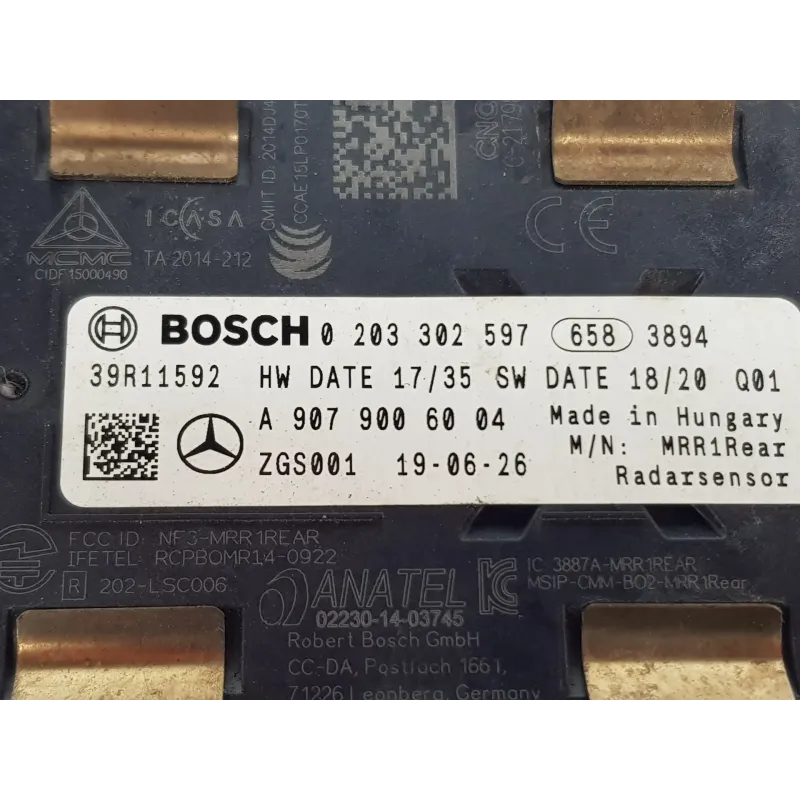 CMIIT ID: 2014DJ4
CCAE15LP0170T
CNC
C-2179
MCMC
CIDF15000490
ICASA
TA 2014-212
CE
BOSCH 0 203 302 597 658 3894
39R11592 HW DATE 17/35 SW DATE 18/20 Q01
A 907 900 60 04 Made in Hungary
ZGS001 19-06-26 M/N: MRR1Rear
Radarsensor
FCC ID: NF3-MRR1REAR
IFETEL: RCPBOMR14-0922
R 202-LSC006
ANATEL
02230-14-03745
IC 3887A-MRR1REAR
MSIP-CMM-BO2-MRR1Rear
Robert Bosch GmbH
CC-DA, Postfach 1661,
71226 Leonberg, Germany